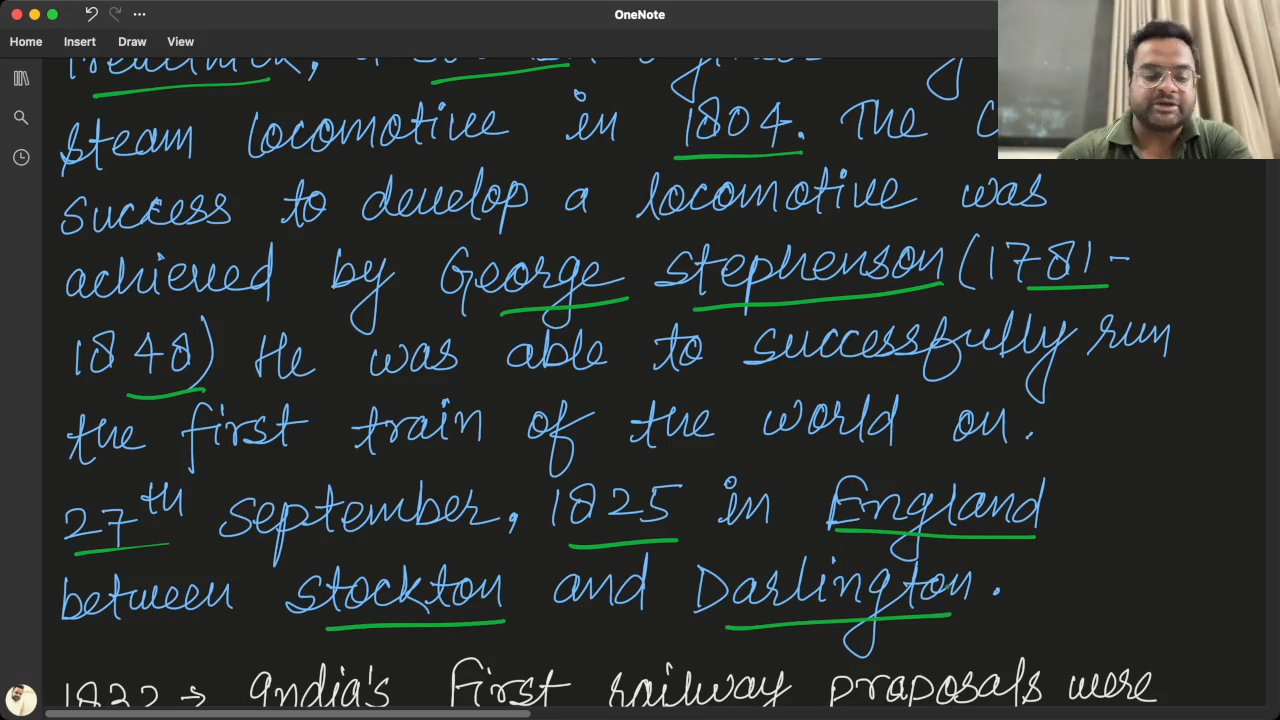 OneNote
Home Insert Draw View
steam locomotive in 1804. The
success to develop a locomotive was
achieved by George Stephenson (1781-
1848) He was able to successfully run
the first train of the world on.
27th September, 1825 in England
between Stockton and Darlington.
India's First railway praposals were